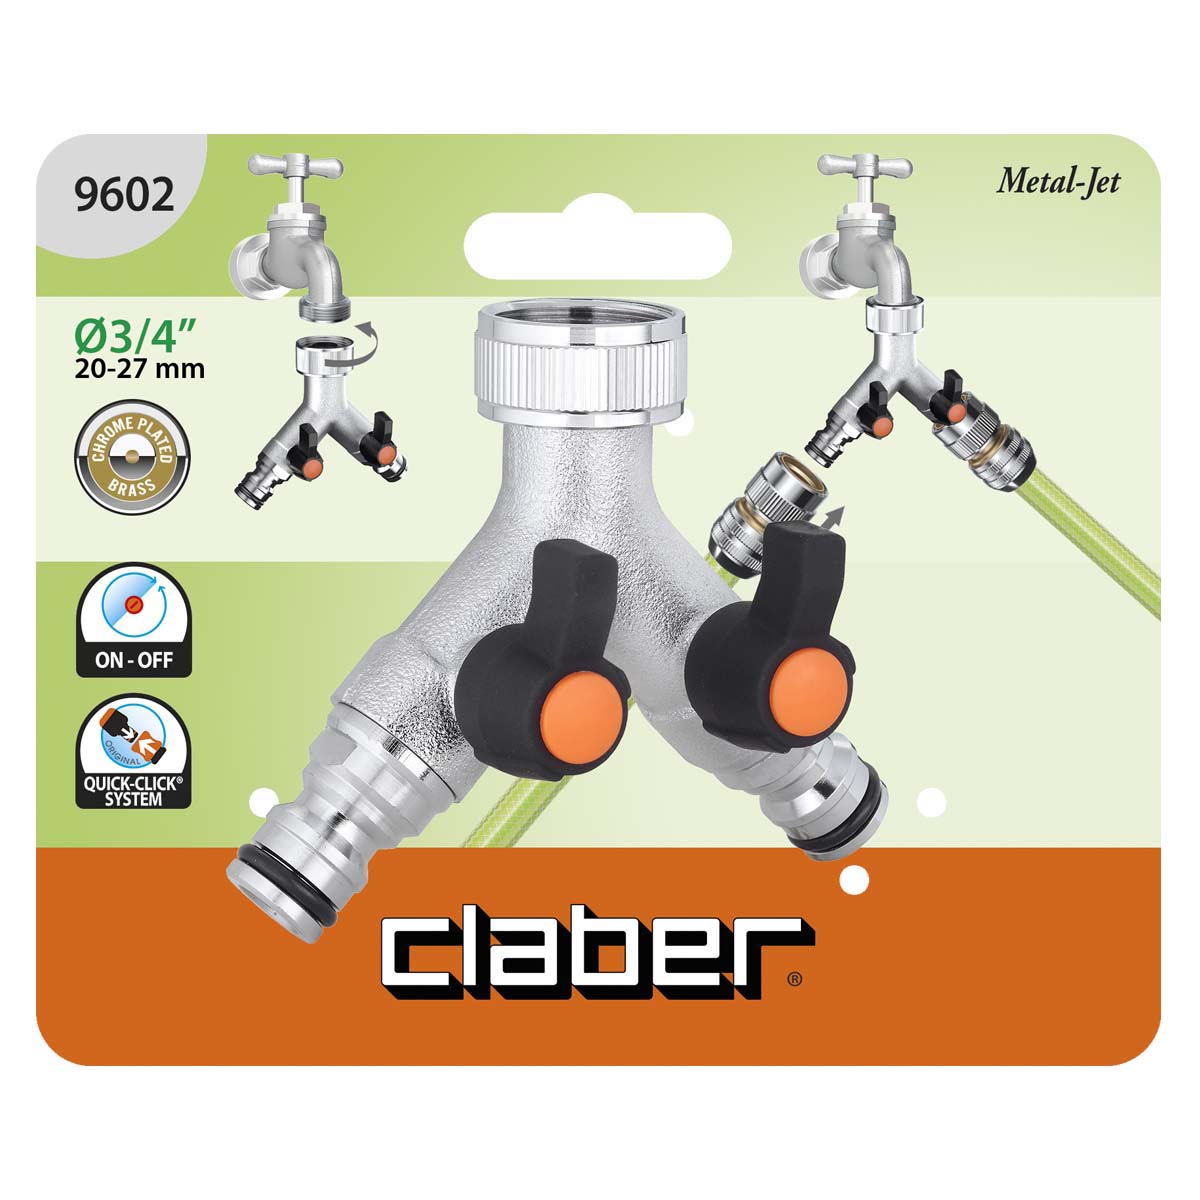 9602
Metal-Jet
Ø3/4”
20-27 mm
CHROME PLATED
BRASS
ON - OFF
ORIGINAL
QUICK-CLICK®
SYSTEM
claber®